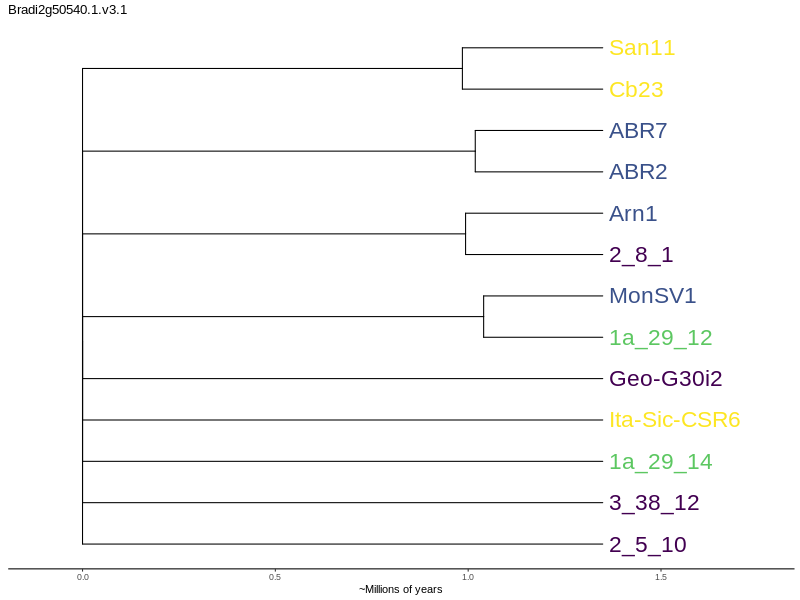 Bradi2g50540.1.v3.1
San11
Cb23
ABR7
ABR2
Arn1
2_8_1
MonSV1
1a_29_12
Geo-G30i2
Ita-Sic-CSR6
1a_29_14
3_38_12
2_5_10
0.0 0.5 1.0 1.5
~Millions of years